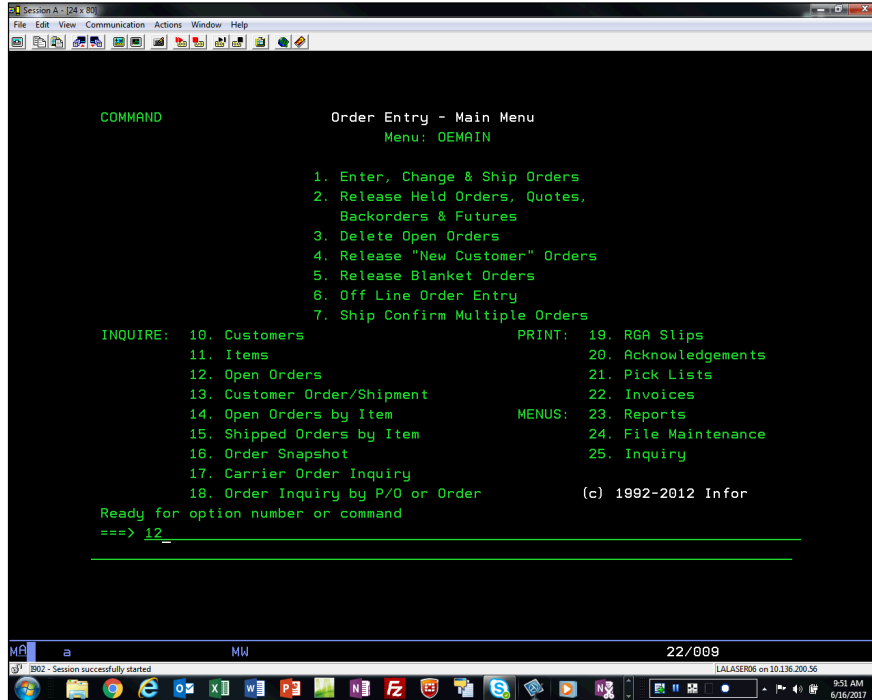 Session A - [24 x 80]
File Edit View Communication Actions Window Help
COMMAND Order Entry - Main Menu
Menu: OEMAIN
1. Enter, Change & Ship Orders
2. Release Held Orders, Quotes,
Backorders & Futures
3. Delete Open Orders
4. Release "New Customer" Orders
5. Release Blanket Orders
6. Off Line Order Entry
7. Ship Confirm Multiple Orders
INQUIRE: 10. Customers PRINT: 19. RGA Slips
11. Items 20. Acknowledgements
12. Open Orders 21. Pick Lists
13. Customer Order/Shipment 22. Invoices
14. Open Orders by Item MENUS: 23. Reports
15. Shipped Orders by Item 24. File Maintenance
16. Order Snapshot 25. Inquiry
17. Carrier Order Inquiry
18. Order Inquiry by P/O or Order (c) 1992-2012 Infor
Ready for option number or command
===> 12_
MA a MW 22/009
I902 - Session successfully started LALASER06 on 10.136.200.56
9:51 AM
6/16/2017